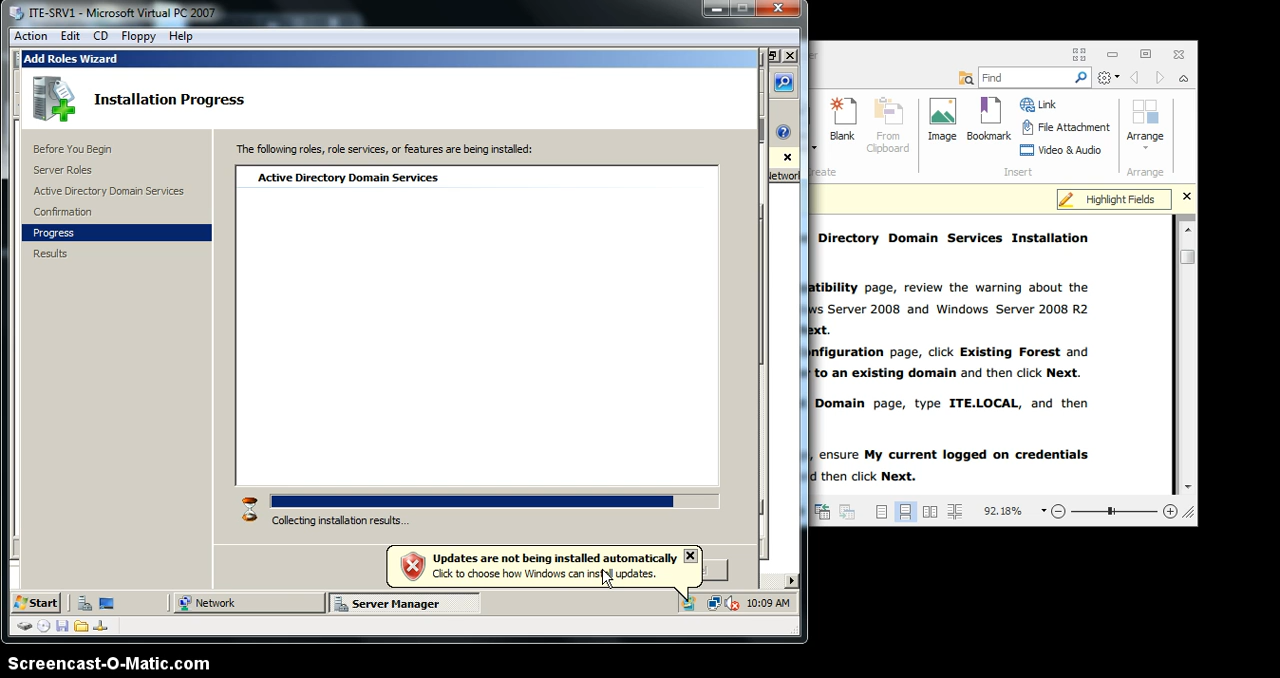 ITE-SRV1 - Microsoft Virtual PC 2007
Action Edit CD Floppy Help
Add Roles Wizard
Installation Progress
Before You Begin
Server Roles
Active Directory Domain Services
Confirmation
Progress
Results
The following roles, role services, or features are being installed:
Active Directory Domain Services
Collecting installation results...
Updates are not being installed automatically
Click to choose how Windows can install updates.
Start
Network
Server Manager
10:09 AM
Find
Blank
From
Clipboard
Image
Bookmark
Link
File Attachment
Video & Audio
Insert
Arrange
Arrange
Highlight Fields
Directory Domain Services Installation
page, review the warning about the
Server 2008 and Windows Server 2008 R2
page, click Existing Forest and
to an existing domain and then click Next.
Domain page, type ITE.LOCAL, and then
, ensure My current logged on credentials
then click Next.
92.18%
Screencast-O-Matic.com